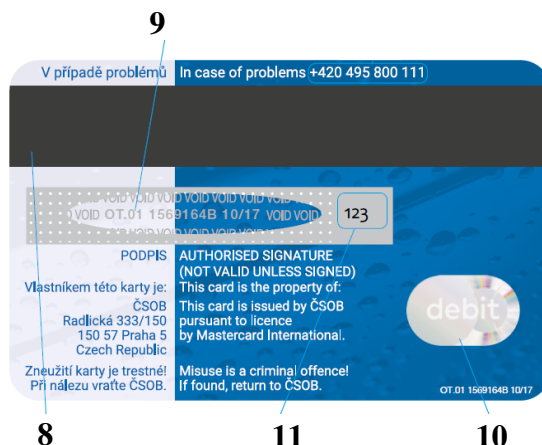 9
V případě problémů In case of problems +420 495 800 111
VOID VOID VOID VOID VOID VOID VOID
VOID OT.01 1569164B 10/17 VOID VOID
VOID VOID VOID VOID VOID VOID
123
PODPIS AUTHORISED SIGNATURE
(NOT VALID UNLESS SIGNED)
Vlastníkem této karty je: This card is the property of:
ČSOB This card is issued by ČSOB
Radlická 333/150 pursuant to licence
150 57 Praha 5 by Mastercard International.
Czech Republic
debit
Zneužití karty je trestné! Misuse is a criminal offence!
Při nálezu vraťte ČSOB. If found, return to ČSOB.
OT.01 1569164B 10/17
8 11 10